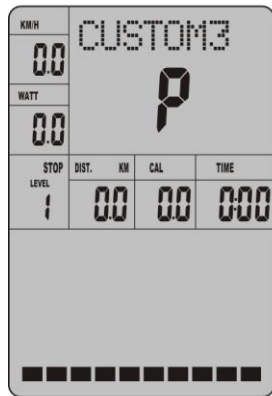 KM/H
0.0
CUSTOM3
P
WATT
0.0
STOP
LEVEL
1
DIST. KM
0.0
CAL
0.0
TIME
0:00